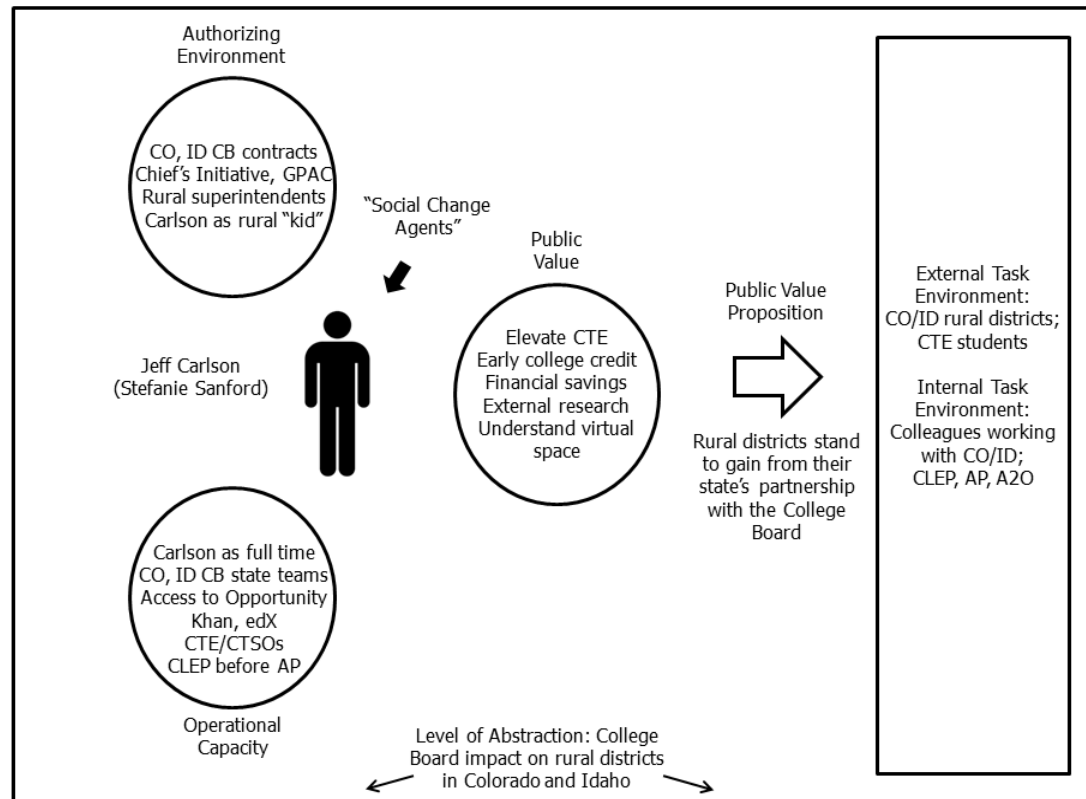 Authorizing
Environment
CO, ID CB contracts
Chief’s Initiative, GPAC
Rural superintendents
Carlson as rural “kid”
“Social Change
Agents”
Jeff Carlson
(Stefanie Sanford)
Public
Value
Elevate CTE
Early college credit
Financial savings
External research
Understand virtual
space
Public Value
Proposition
Rural districts stand
to gain from their
state’s partnership
with the College
Board
External Task
Environment:
CO/ID rural districts;
CTE students
Internal Task
Environment:
Colleagues working
with CO/ID;
CLEP, AP, A2O
Carlson as full time
CO, ID CB state teams
Access to Opportunity
Khan, edX
CTE/CTSOs
CLEP before AP
Operational
Capacity
Level of Abstraction: College
Board impact on rural districts
in Colorado and Idaho